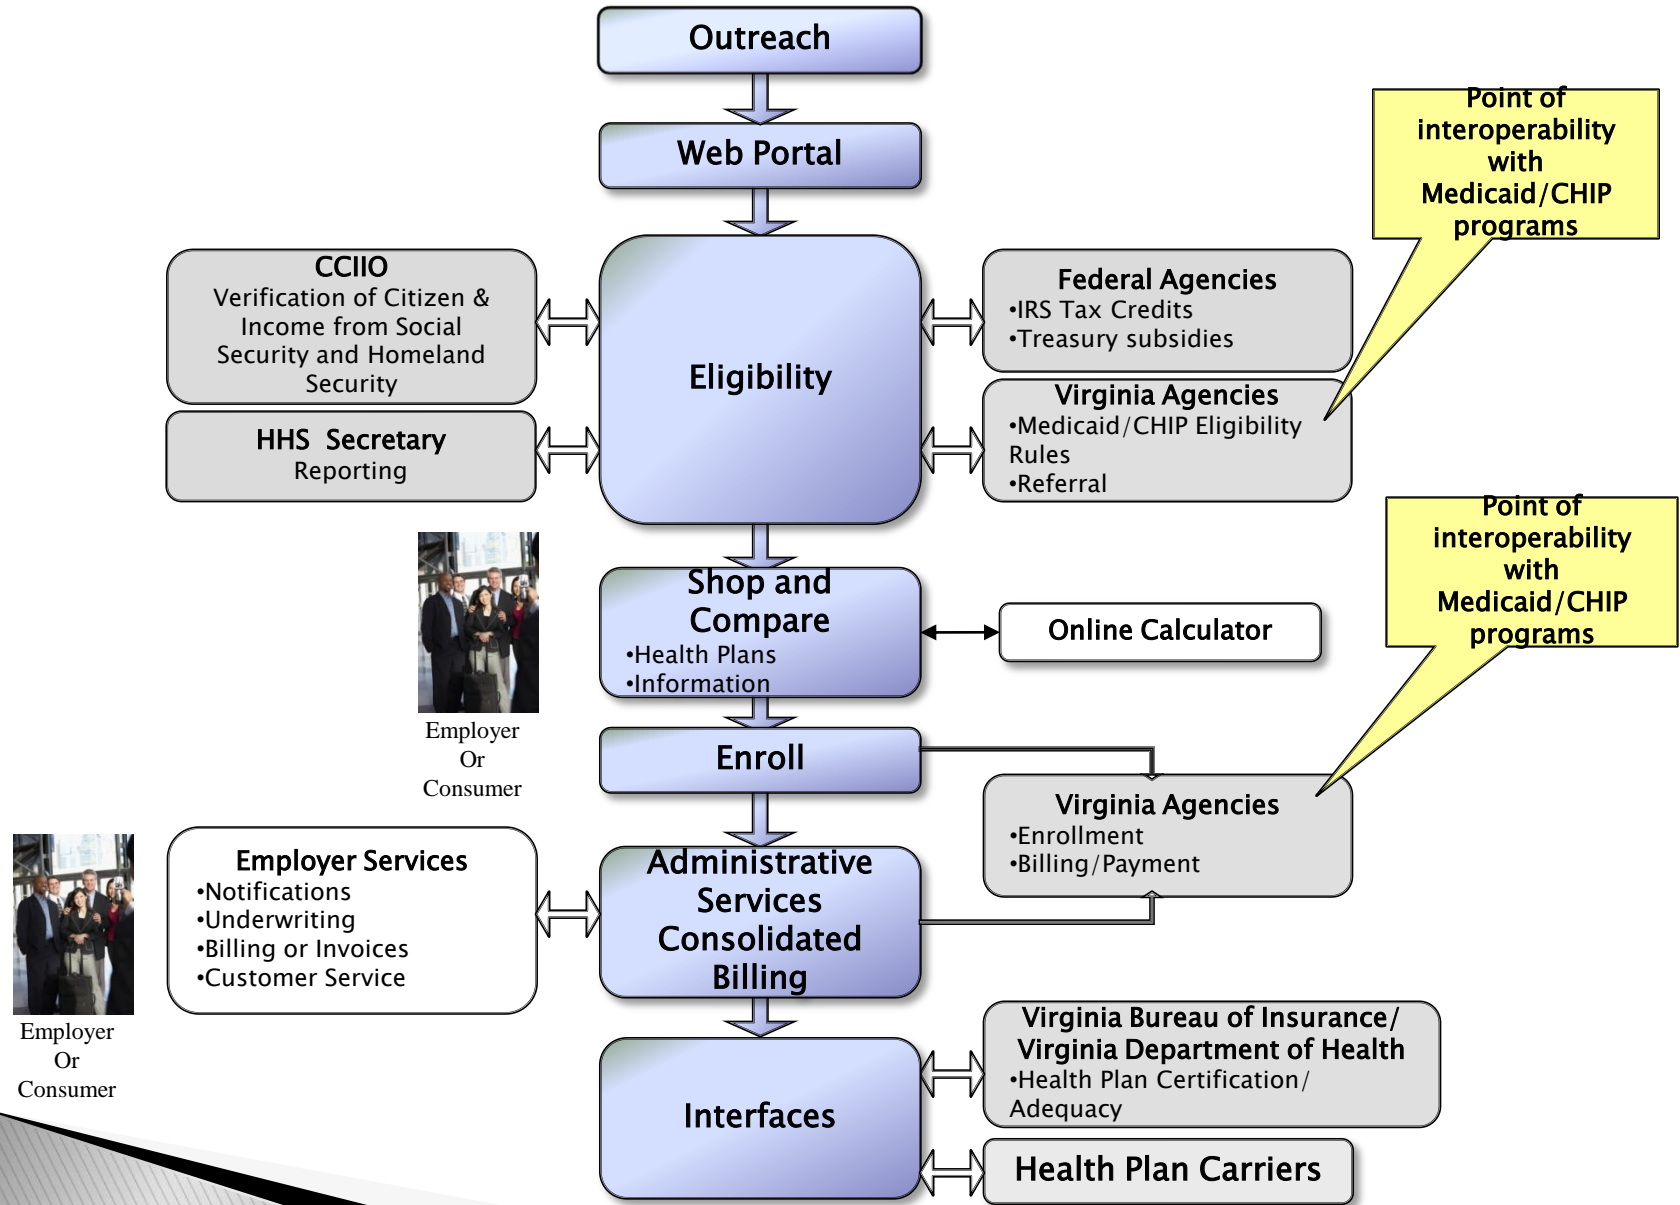 Outreach
Web Portal
Point of
interoperability
with
Medicaid/CHIP
programs
CCIIO
Verification of Citizen &
Income from Social
Security and Homeland
Security
HHS  Secretary
Reporting
Eligibility
Federal Agencies
•IRS Tax Credits
•Treasury subsidies
Virginia Agencies
•Medicaid/CHIP Eligibility
Rules
•Referral
Point of
interoperability
with
Medicaid/CHIP
programs
Employer
Or
Consumer
Shop and
Compare
•Health Plans
•Information
Online Calculator
Enroll
Virginia Agencies
•Enrollment
•Billing/Payment
Employer
Or
Consumer
Employer Services
•Notifications
•Underwriting
•Billing or Invoices
•Customer Service
Administrative
Services
Consolidated
Billing
Interfaces
Virginia Bureau of Insurance/
Virginia Department of Health
•Health Plan Certification/
Adequacy
Health Plan Carriers